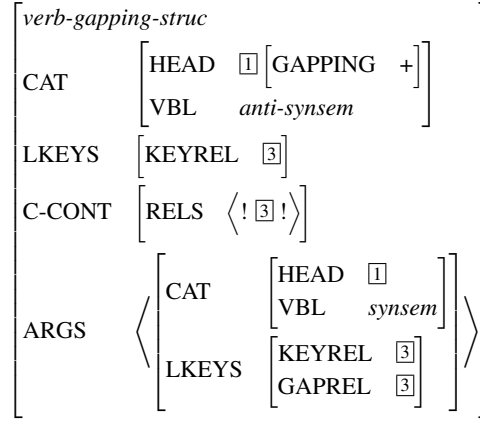 verb-gapping-struc
CAT HEAD 1 GAPPING +
VBL anti-synsem
LKEYS KEYREL 3
C-CONT RELS ⟨! 3 !⟩
ARGS ⟨ CAT HEAD 1
VBL synsem
LKEYS KEYREL 3
GAPREL 3 ⟩